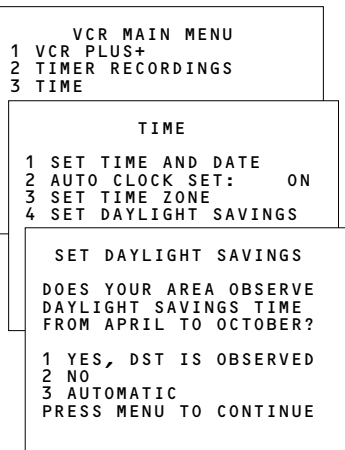 VCR MAIN MENU
1 VCR PLUS+
2 TIMER RECORDINGS
3 TIME
TIME
1 SET TIME AND DATE
2 AUTO CLOCK SET: ON
3 SET TIME ZONE
4 SET DAYLIGHT SAVINGS
SET DAYLIGHT SAVINGS
DOES YOUR AREA OBSERVE
DAYLIGHT SAVINGS TIME
FROM APRIL TO OCTOBER?
1 YES, DST IS OBSERVED
2 NO
3 AUTOMATIC
PRESS MENU TO CONTINUE